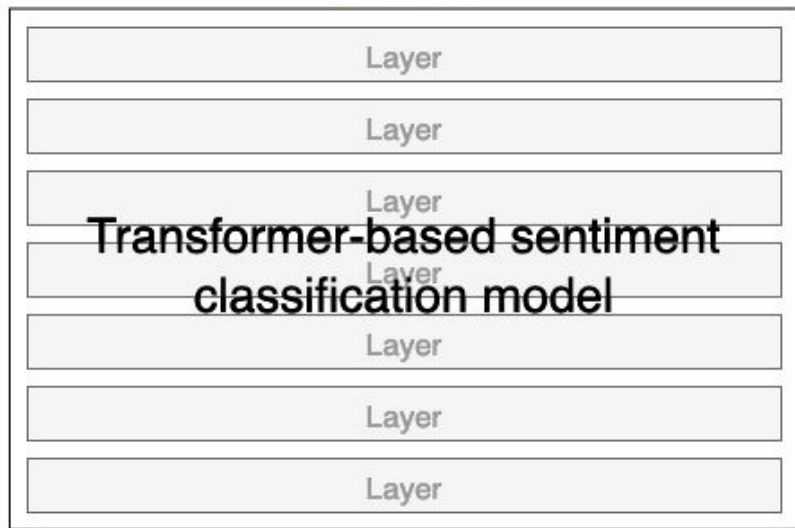 Layer
Layer
Layer
Transformer-based sentiment
Layer
classification model
Layer
Layer
Layer